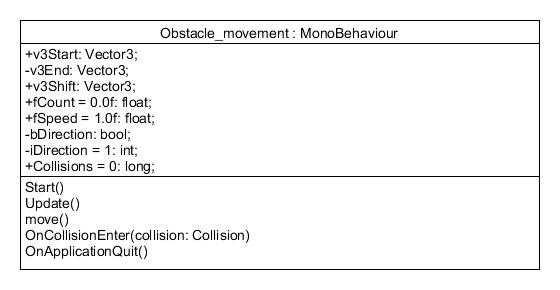 Obstacle_movement : MonoBehaviour
+v3Start: Vector3;
-v3End: Vector3;
+v3Shift: Vector3;
+fCount = 0.0f: float;
+fSpeed = 1.0f: float;
-bDirection: bool;
-iDirection = 1: int;
+Collisions = 0: long;
Start()
Update()
move()
OnCollisionEnter(collision: Collision)
OnApplicationQuit()